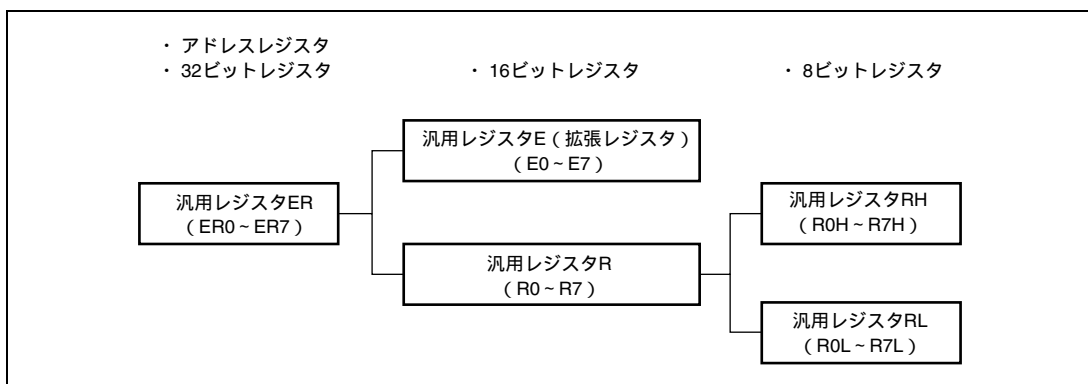 ・ アドレスレジスタ
・ 32ビットレジスタ
・ 16ビットレジスタ
・ 8ビットレジスタ
汎用レジスタER
（ER0～ER7）
汎用レジスタE（拡張レジスタ）
（E0～E7）
汎用レジスタR
（R0～R7）
汎用レジスタRH
（R0H～R7H）
汎用レジスタRL
（R0L～R7L）